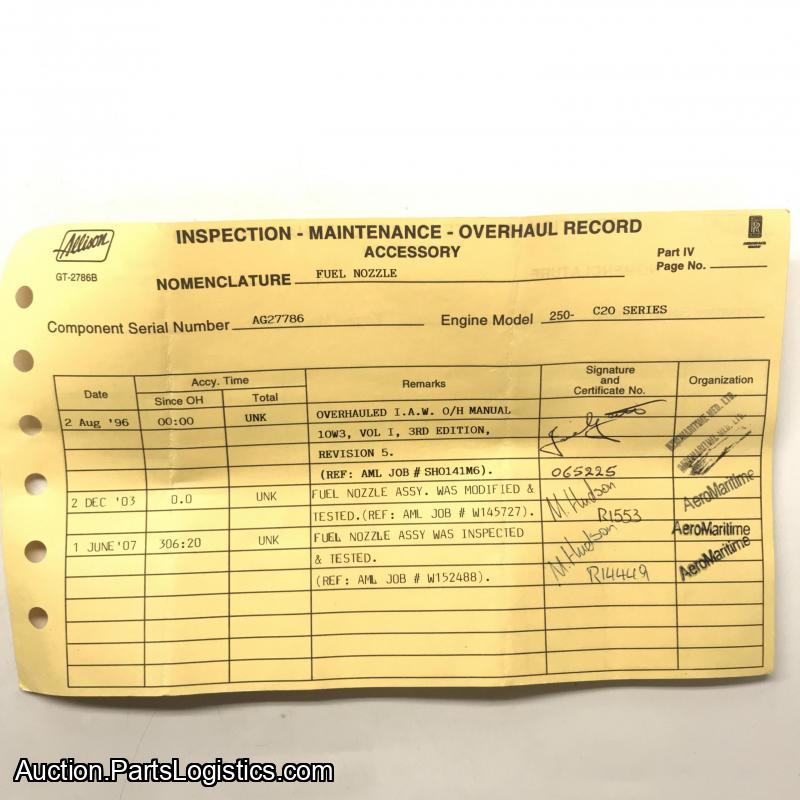 Allison
INSPECTION - MAINTENANCE - OVERHAUL RECORD
ACCESSORY
GT-2786B
Part IV
Page No.
NOMENCLATURE FUEL NOZZLE
Component Serial Number AG27786 Engine Model 250- C20 SERIES
Date Accy. Time Since OH Total Remarks Signature and Certificate No. Organization
2 Aug '96 00:00 UNK OVERHAULED I.A.W. O/H MANUAL
10W3, VOL I, 3RD EDITION,
REVISION 5.
(REF: AML JOB # SHO141M6). 065225
2 DEC '03 0.0 UNK FUEL NOZZLE ASSY. WAS MODIFIED & M. Hudson AeroMaritime
TESTED.(REF: AML JOB # W145727). R1553
1 JUNE'07 306:20 UNK FUEL NOZZLE ASSY WAS INSPECTED M. Hudson AeroMaritime
& TESTED. AeroMaritime
(REF: AML JOB # W152488). R14449
Auction.PartsLogistics.com